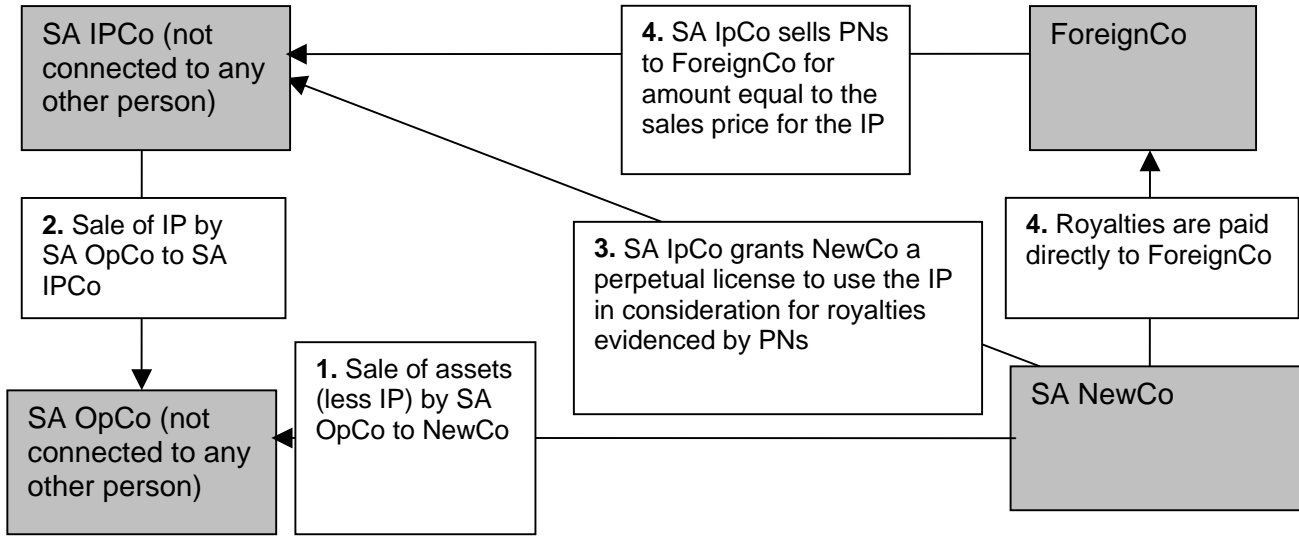 SA IPCo (not
connected to any
other person)
4. SA IpCo sells PNs
to ForeignCo for
amount equal to the
sales price for the IP
ForeignCo
2. Sale of IP by
SA OpCo to SA
IPCo
3. SA IpCo grants NewCo a
perpetual license to use the IP
in consideration for royalties
evidenced by PNs
4. Royalties are paid
directly to ForeignCo
1. Sale of assets
(less IP) by SA
OpCo to NewCo
SA OpCo (not
connected to any
other person)
SA NewCo